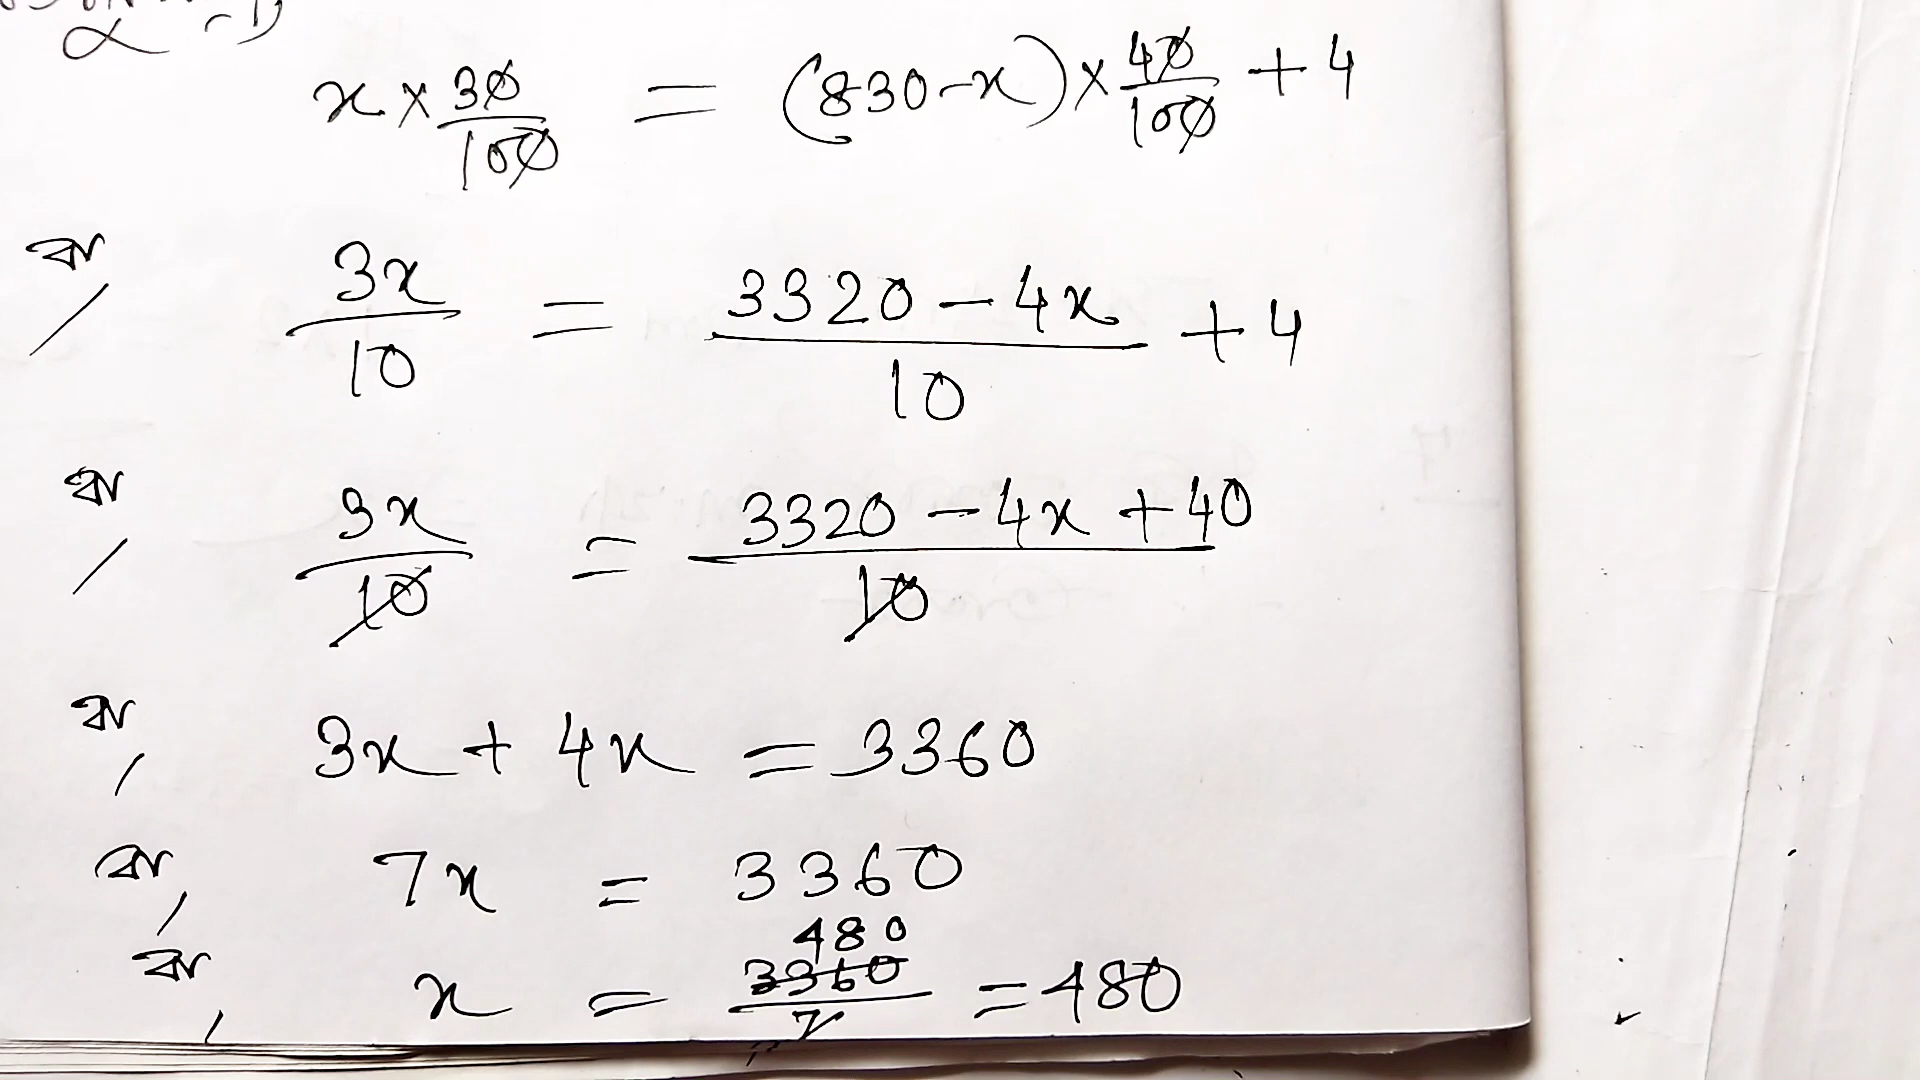 x × 30/100 = (830-x) × 40/100 + 4
বা, 3x/10 = 3320 - 4x/10 + 4
বা, 3x/10 = 3320 - 4x + 40/10
বা, 3x + 4x = 3360
বা, 7x = 3360
বা, x = 3360/7 480 = 480